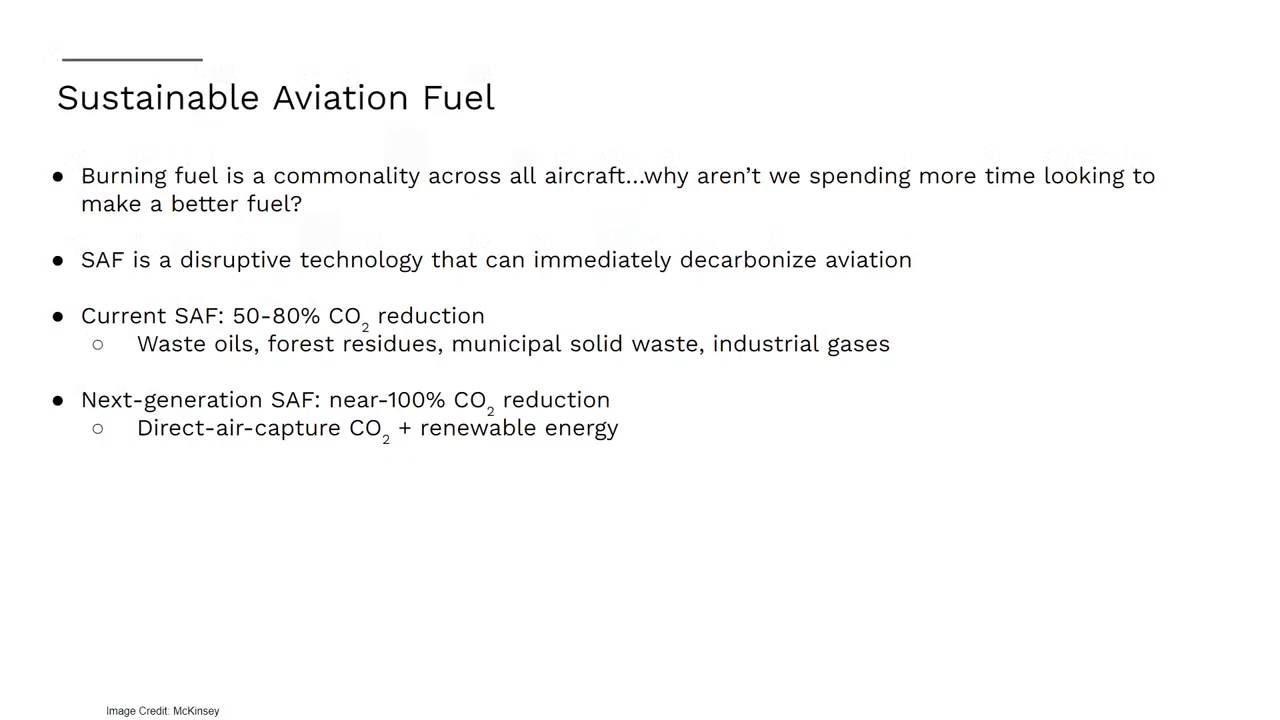 Sustainable Aviation Fuel
● Burning fuel is a commonality across all aircraft...why aren’t we spending more time looking to
make a better fuel?
● SAF is a disruptive technology that can immediately decarbonize aviation
● Current SAF: 50-80% CO₂ reduction
○ Waste oils, forest residues, municipal solid waste, industrial gases
● Next-generation SAF: near-100% CO₂ reduction
○ Direct-air-capture CO₂ + renewable energy
Image Credit: McKinsey